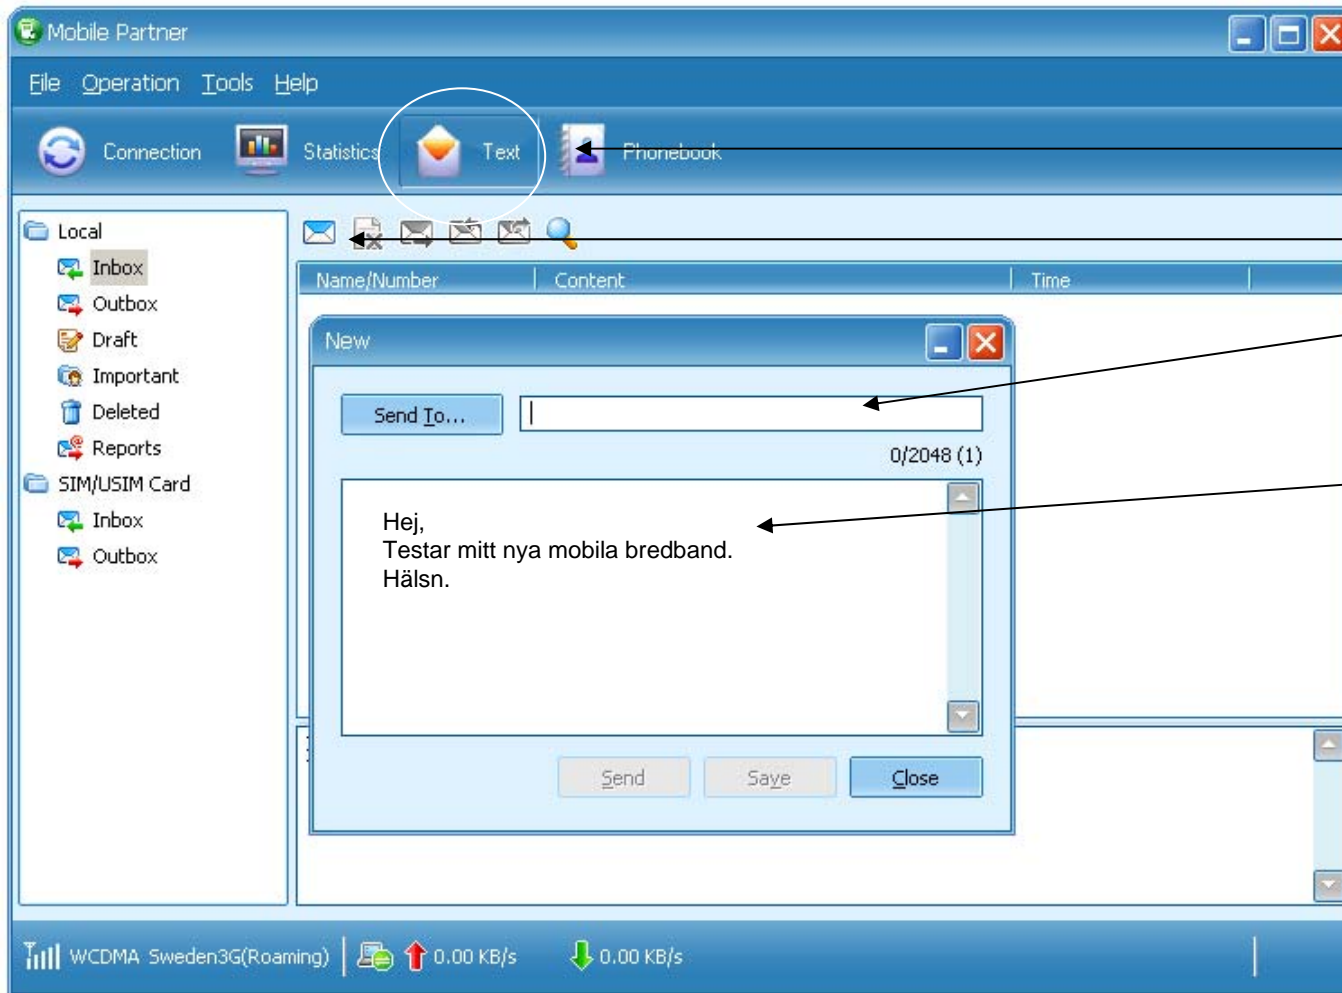 Mobile Partner
File Operation Tools Help
Connection Statistics Text Phonebook
Local
Inbox
Outbox
Draft
Important
Deleted
Reports
SIM/USIM Card
Inbox
Outbox
Name/Number Content Time
New
Send To...
0/2048 (1)
Hej,
Testar mitt nya mobila bredband.
Hälsn.
Send Save Close
WCDMA Sweden3G(Roaming) 0.00 KB/s 0.00 KB/s